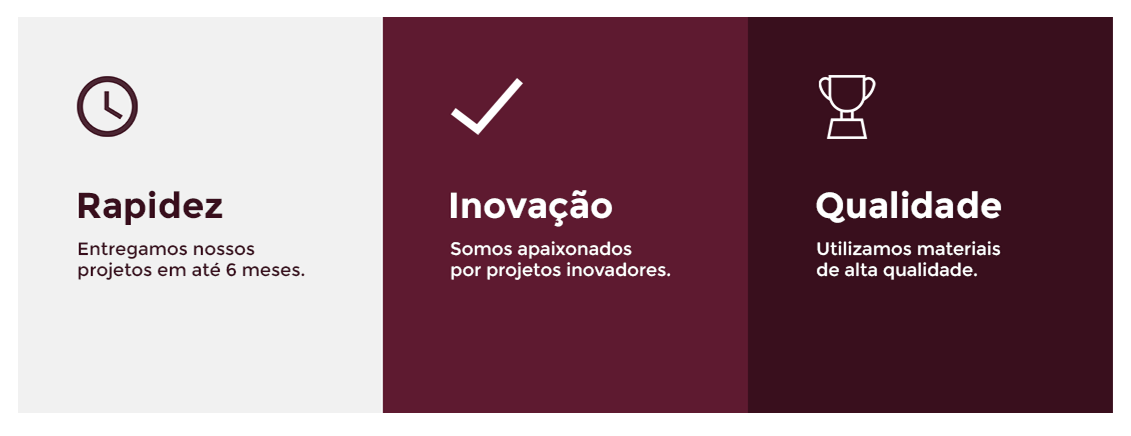 Rapidez
Entregamos nossos
projetos em até 6 meses.
Inovação
Somos apaixonados
por projetos inovadores.
Qualidade
Utilizamos materiais
de alta qualidade.